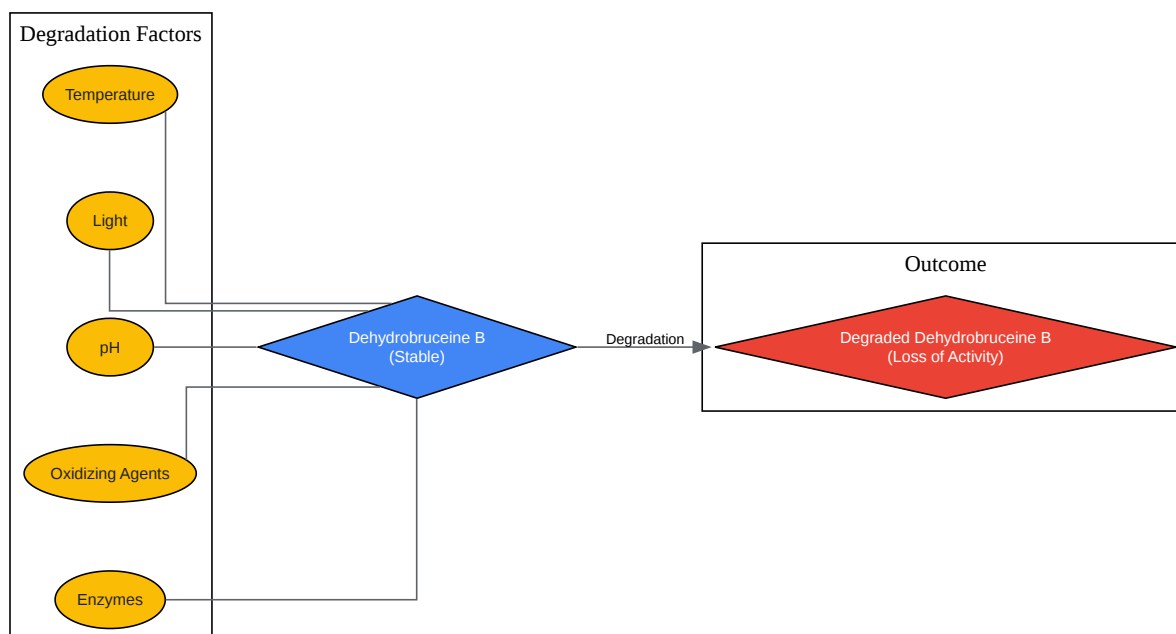 Degradation Factors
Temperature
Light
pH
Oxidizing Agents
Enzymes
Dehydrobruceine B
(Stable)
Degradation
Outcome
Degraded Dehydrobruceine B
(Loss of Activity)